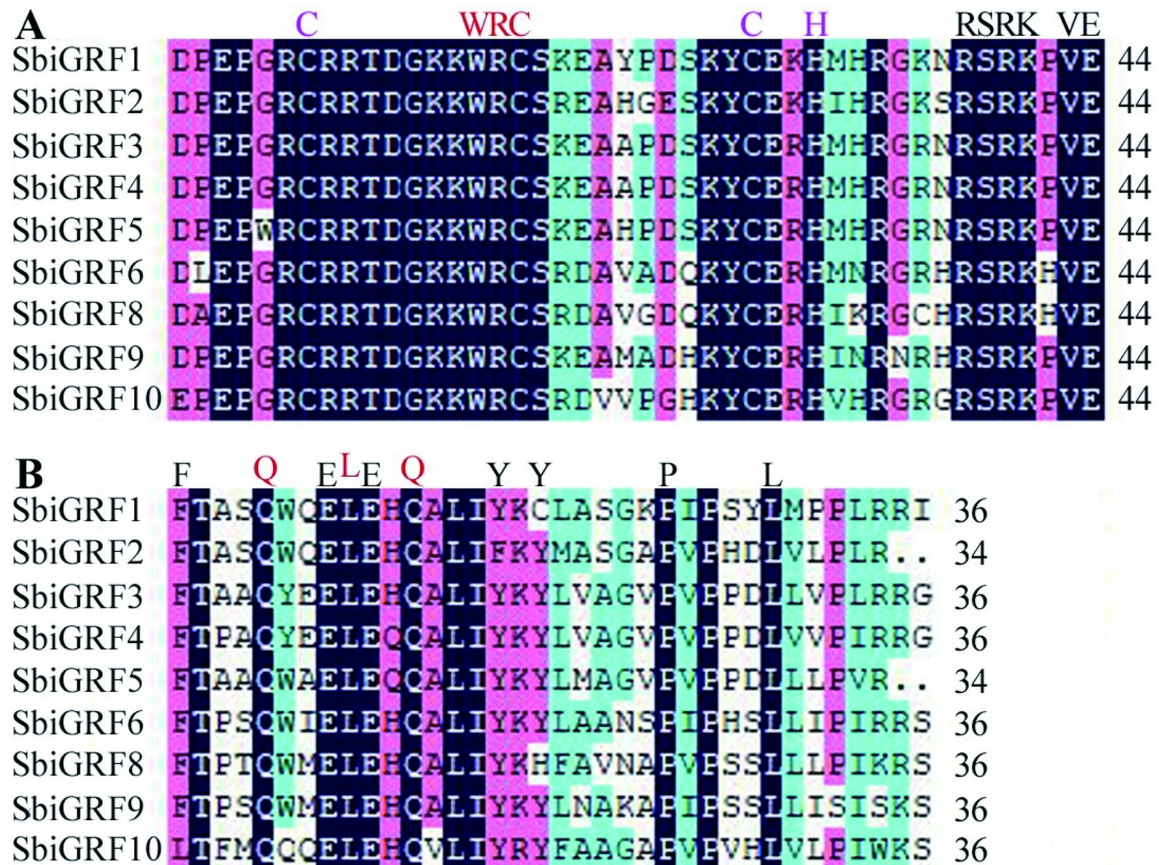 A C WRC C H RSRK VE
SbiGRF1 DPEPGRCRRTDGKKWRCSKEAYPDSKYCEKHMHRGKNRSRKPVE 44
SbiGRF2 DPEPGRCRRTDGKKWRCSREAHGESKYCEKHIHRGKSRSRKPVE 44
SbiGRF3 DPEPGRCRRTDGKKWRCSKEAAPDSKYCERHMHRGRNRSRKPVE 44
SbiGRF4 DPEPGRCRRTDGKKWRCSKEAAPDSKYCERHMHRGRNRSRKPVE 44
SbiGRF5 DPEPWRCRRTDGKKWRCSKEAHPDSKYCERHMHRGRNRSRKPVE 44
SbiGRF6 DLEPGRCRRTDGKKWRCSRDAVADQKYCERHMNRGRHRSRKHVE 44
SbiGRF8 DAEPGRCRRTDGKKWRCSRDAVGDQKYCERHIKRGCHRSRKHVE 44
SbiGRF9 DPEPGRCRRTDGKKWRCSKEAMADHKYCERHINRNRHRSRKPVE 44
SbiGRF10 EPEPGRCRRTDGKKWRCSRDVVPGHKYCERHVHRGRGRSRKPVE 44
B F Q E L E Q Y Y P L
SbiGRF1 FTASQWQELEHQALIYKCLASGKPIPSYLMPPLRRI 36
SbiGRF2 FTASQWQELEHQALIFKYMASGAPVPHDLVLPLR.. 34
SbiGRF3 FTAAQYEELEHQALIYKYLVAGVPVPPDLLVPLRRG 36
SbiGRF4 FTPAQYEELEQQALIYKYLVAGVPVPPDLVVPIRRG 36
SbiGRF5 FTAAQWAELEQQALIYKYLMAGVPVPPDLLLPVR.. 34
SbiGRF6 FTPSQWIELEHQALIYKYLAANSPIPHSLLIPIRRS 36
SbiGRF8 FTPTQWMELEHQALIYKHFAVNAPVPSSLLLPIKRS 36
SbiGRF9 FTPSQWMELEHQALIYKYLNAKAPIPSSLLISISKS 36
SbiGRF10 LTFMQQQELEHQVLIYRYFAAGAPVPVHLVLPIWKS 36